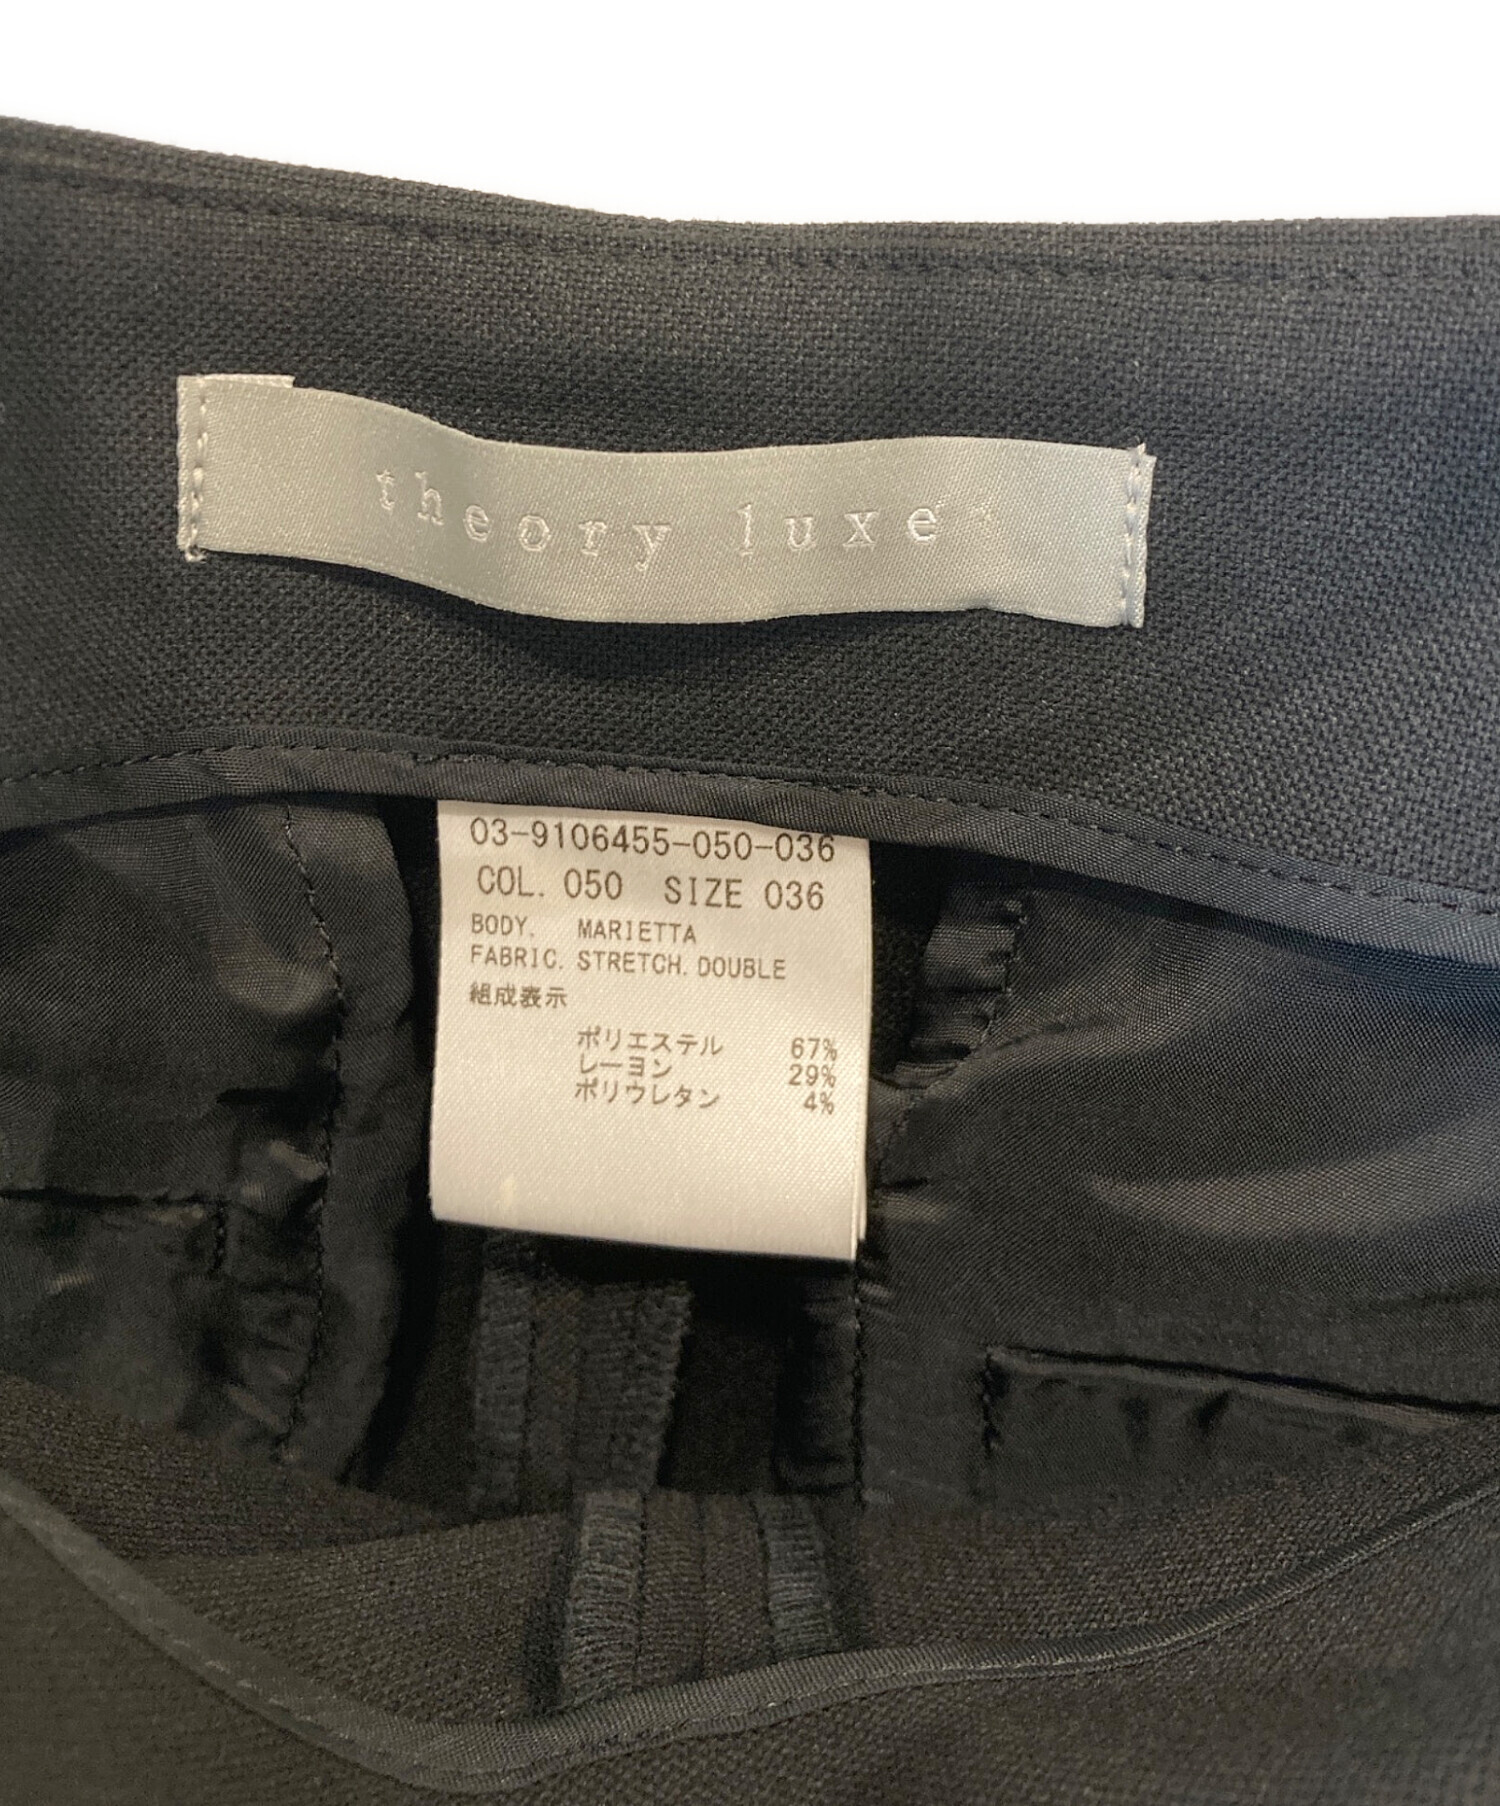 theory luxe
03-9106455-050-036
COL. 050 SIZE 036
BODY. MARIETTA
FABRIC. STRETCH. DOUBLE
組成表示
ポリエステル 67%
レーヨン 29%
ポリウレタン 4%